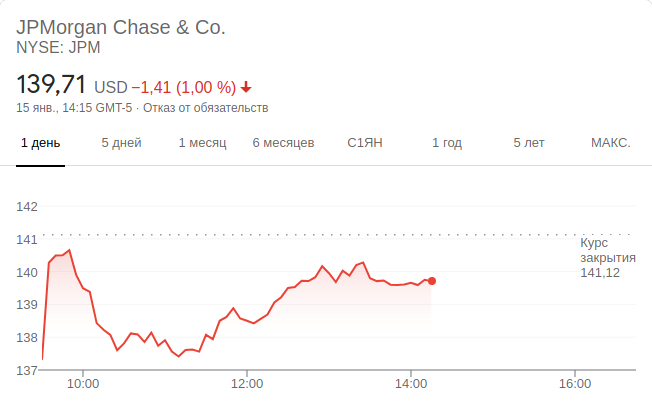 JPMorgan Chase & Co.
NYSE: JPM
139,71 USD −1,41 (1,00 %)
15 янв., 14:15 GMT-5 · Отказ от обязательств
1 день 5 дней 1 месяц 6 месяцев С1ЯН 1 год 5 лет МАКС.
142
141
140
139
138
137
Курс
закрытия
141,12
10:00 12:00 14:00 16:00